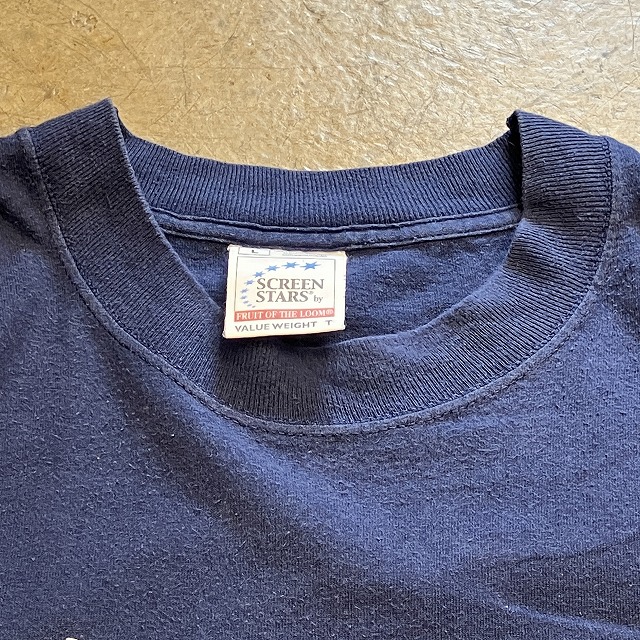 L
SCREEN
STARS® by
FRUIT OF THE LOOM®
VALUE WEIGHT T